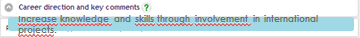 Career direction and key comments ?
Increase knowledge and skills through involvement in international
projects.